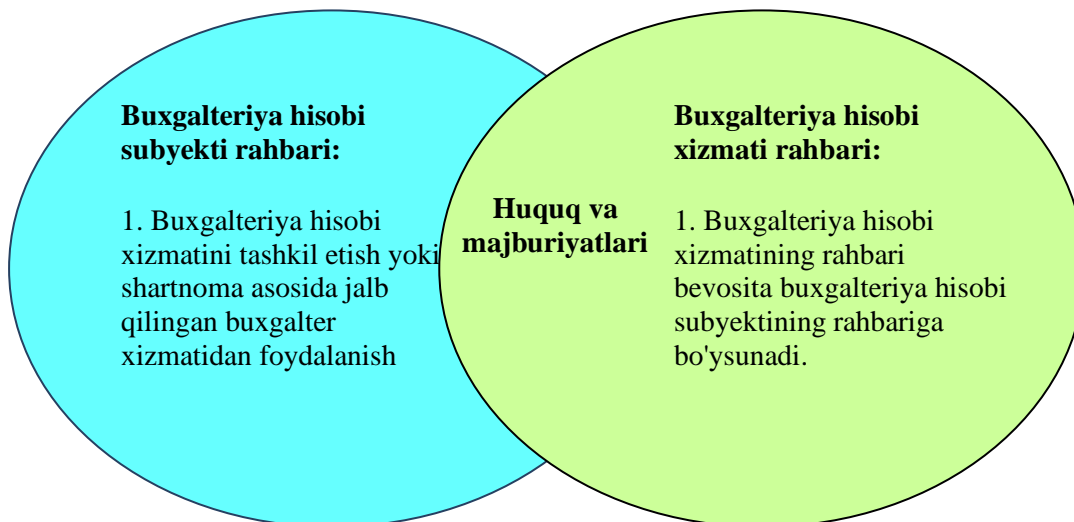 Buxgalteriya hisobi
subyekti rahbari:
1. Buxgalteriya hisobi
xizmatini tashkil etish yoki
shartnoma asosida jalb
qilingan buxgalter
xizmatidan foydalanish
Huquq va
majburiyatlari
Buxgalteriya hisobi
xizmati rahbari:
1. Buxgalteriya hisobi
xizmatining rahbari
bevosita buxgalteriya hisobi
subyektining rahbariga
bo'ysunadi.